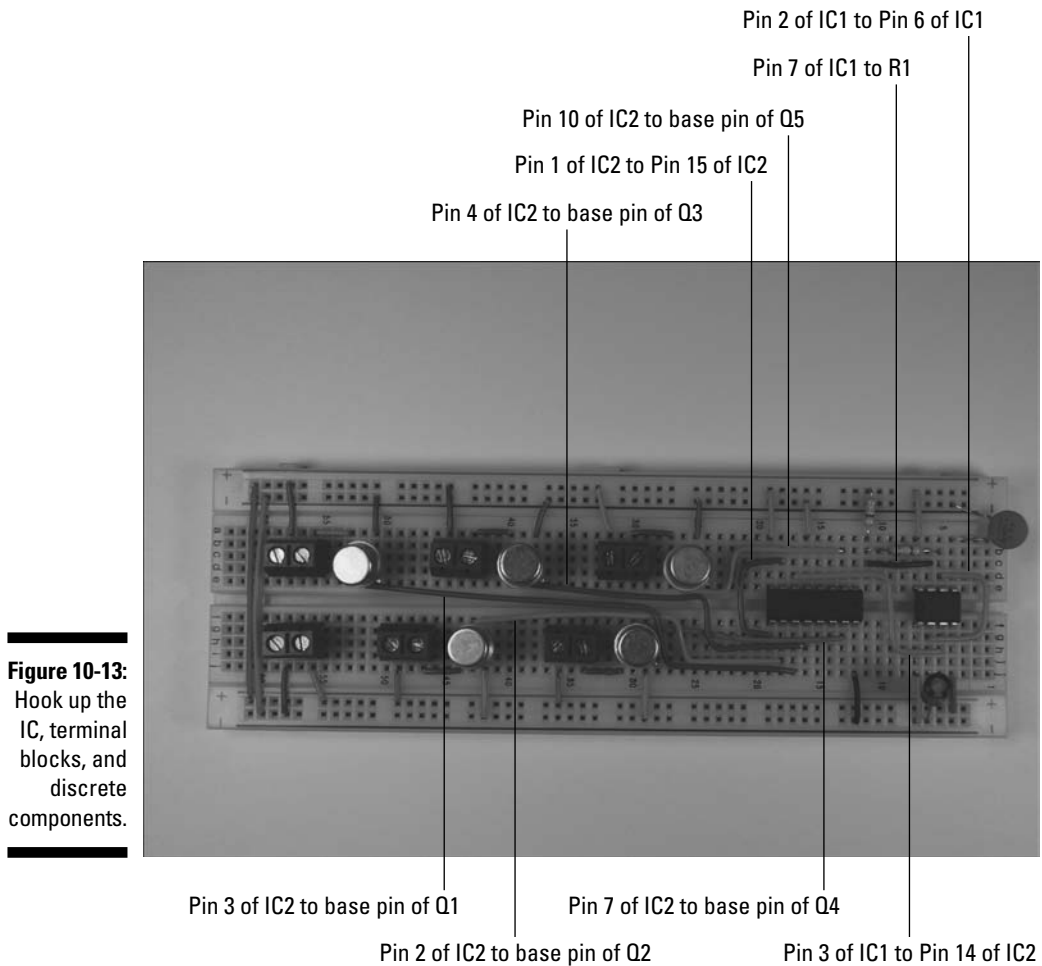 Pin 2 of IC1 to Pin 6 of IC1
Pin 7 of IC1 to R1
Pin 10 of IC2 to base pin of Q5
Pin 1 of IC2 to Pin 15 of IC2
Pin 4 of IC2 to base pin of Q3
Figure 10-13:
Hook up the
IC, terminal
blocks, and
discrete
components.
Pin 3 of IC2 to base pin of Q1
Pin 7 of IC2 to base pin of Q4
Pin 2 of IC2 to base pin of Q2
Pin 3 of IC1 to Pin 14 of IC2